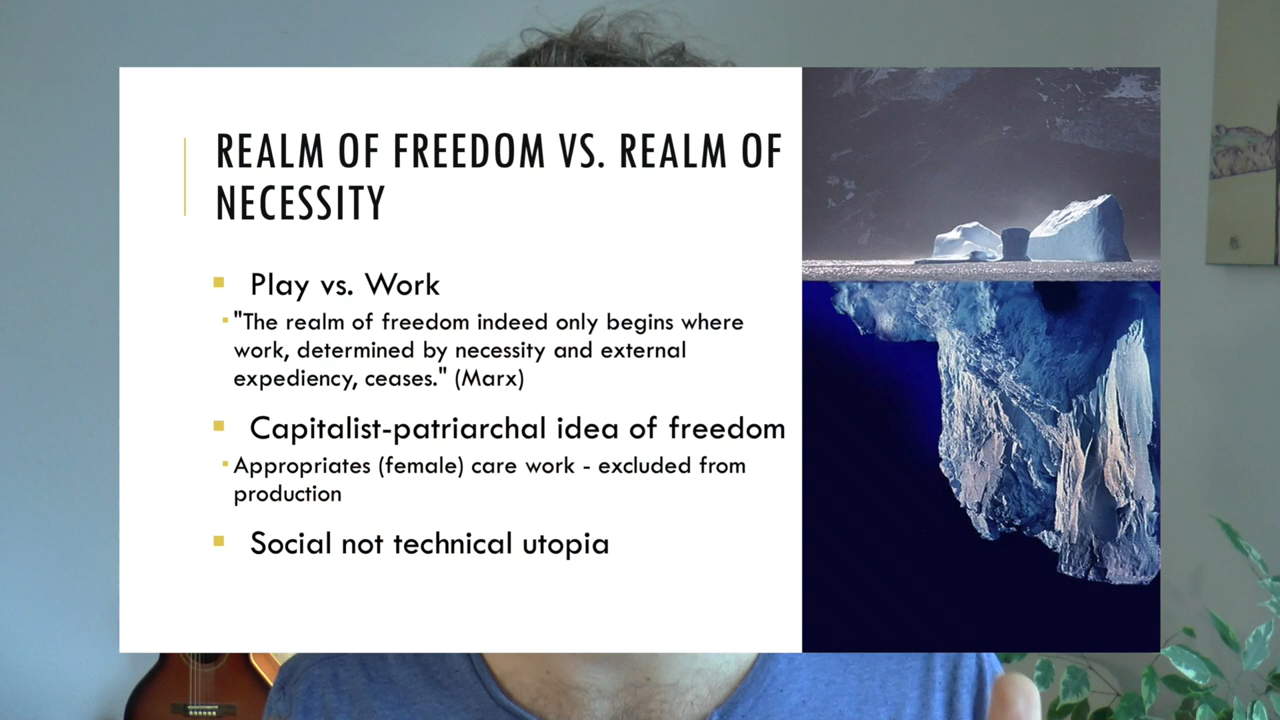 REALM OF FREEDOM VS. REALM OF
NECESSITY
Play vs. Work
"The realm of freedom indeed only begins where
work, determined by necessity and external
expediency, ceases." (Marx)
Capitalist-patriarchal idea of freedom
Appropriates (female) care work - excluded from
production
Social not technical utopia